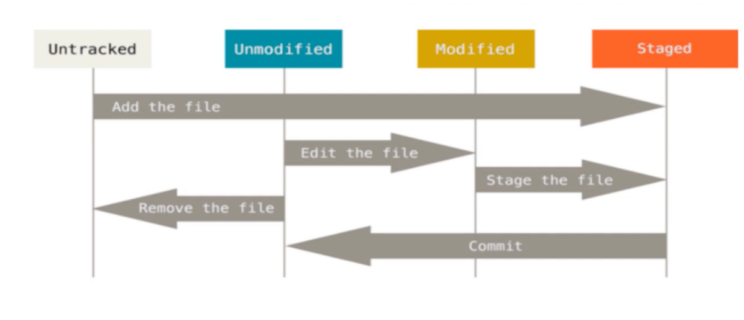 Untracked
Unmodified
Modified
Staged
Add the file
Edit the file
Stage the file
Remove the file
Commit